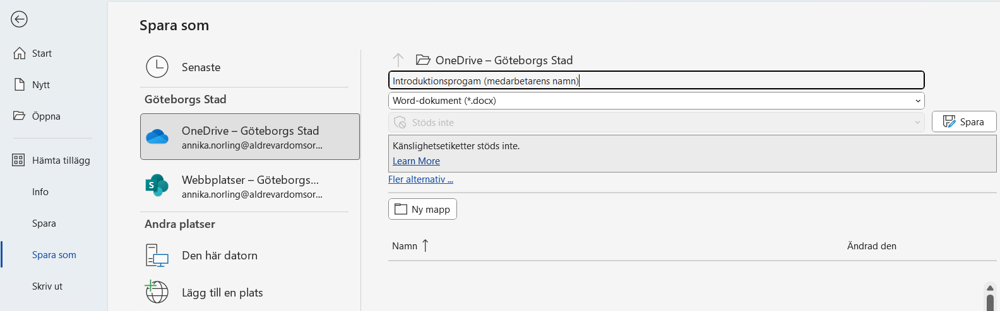 Spara som
Start
Nytt
Öppna
Hämta tillägg
Info
Spara
Spara som
Skriv ut
Senaste
Göteborgs Stad
OneDrive – Göteborgs Stad
annika.norling@aldrevardomsor...
Webbplatser – Göteborgs...
annika.norling@aldrevardomsor...
Andra platser
Den här datorn
Lägg till en plats
OneDrive – Göteborgs Stad
Introduktionsprogam (medarbetarens namn)
Word-dokument (*.docx)
Stöds inte
Spara
Känslighetsetiketter stöds inte.
Learn More
Fler alternativ ...
Ny mapp
Namn ↑ Ändrad den